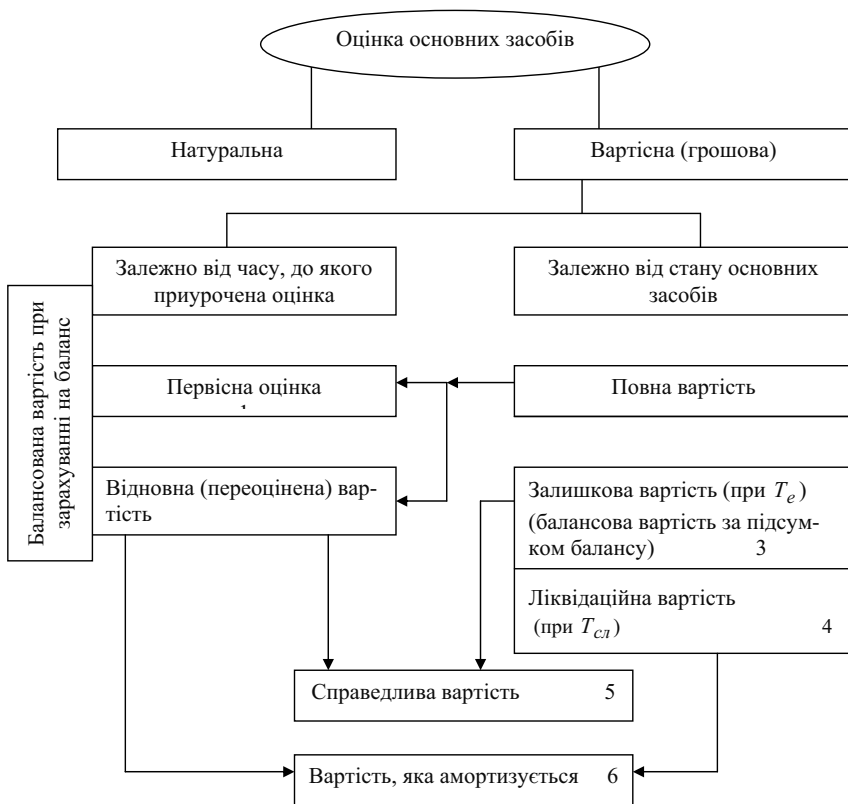 Оцінка основних засобів
Натуральна
Вартісна (грошова)
Залежно від часу, до якого
приурочена оцінка
Залежно від стану основних
засобів
Балансована вартість при
зарахуванні на баланс
Первісна оцінка
Повна вартість
Відновна (переоцінена) вар-
тість
Залишкова вартість (при Tе)
(балансова вартість за підсум-
ком балансу) 3
Ліквідаційна вартість
(при Tсл) 4
Справедлива вартість 5
Вартість, яка амортизується 6